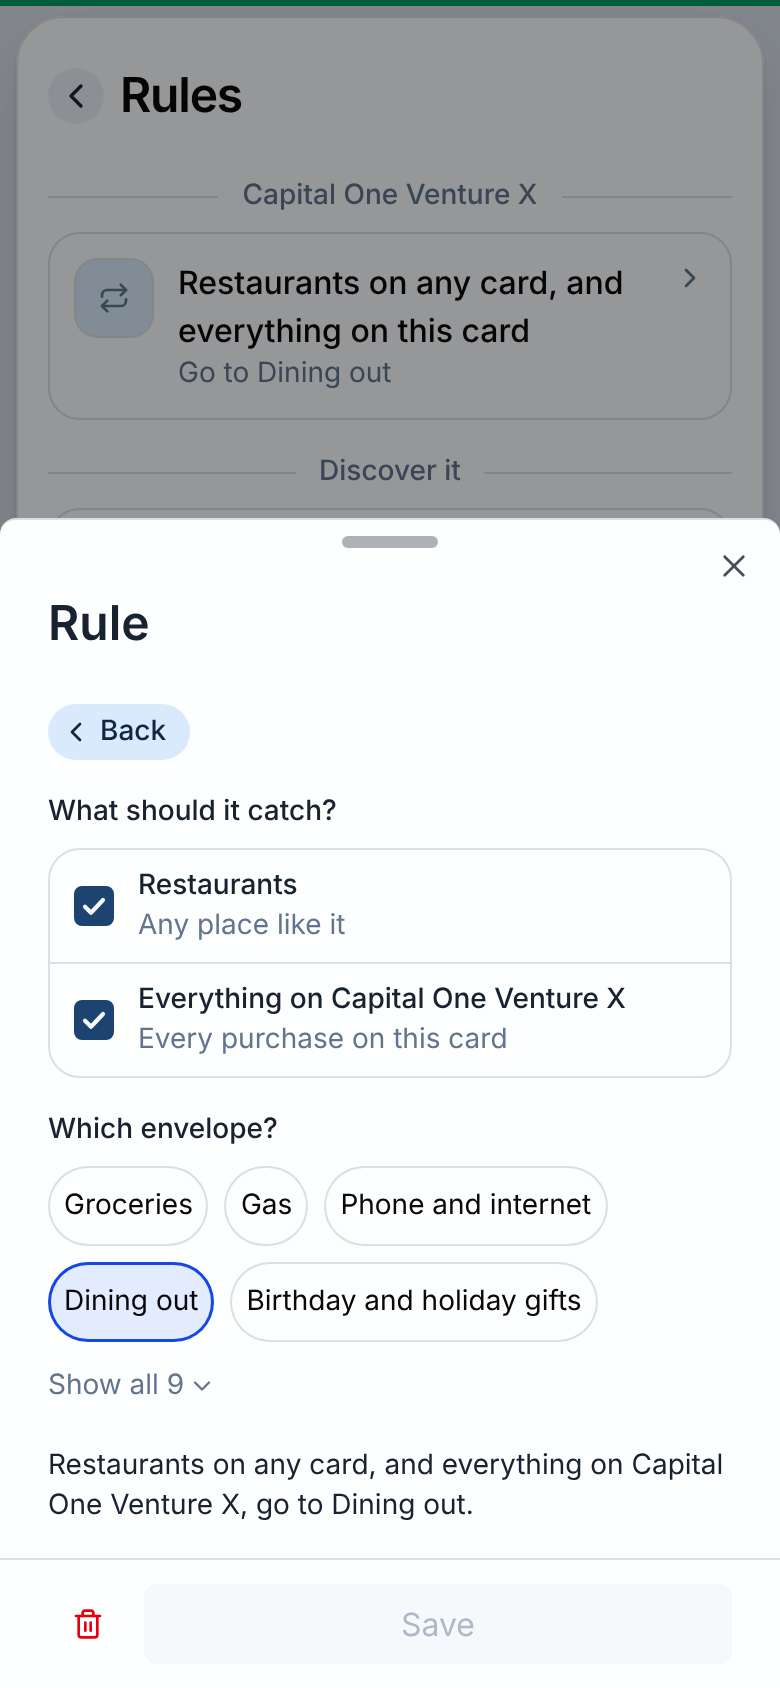 Rules
Capital One Venture X
Restaurants on any card, and
everything on this card
Go to Dining out
Discover it
Rule
Back
What should it catch?
Restaurants
Any place like it
Everything on Capital One Venture X
Every purchase on this card
Which envelope?
Groceries
Gas
Phone and internet
Dining out
Birthday and holiday gifts
Show all 9
Restaurants on any card, and everything on Capital
One Venture X, go to Dining out.
Save